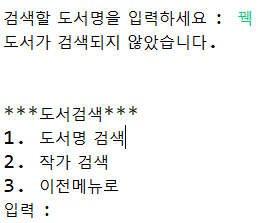 검색할 도서명을 입력하세요 : 꿱
도서가 검색되지 않았습니다.
***도서검색***
1. 도서명 검색
2. 작가 검색
3. 이전메뉴로
입력 :